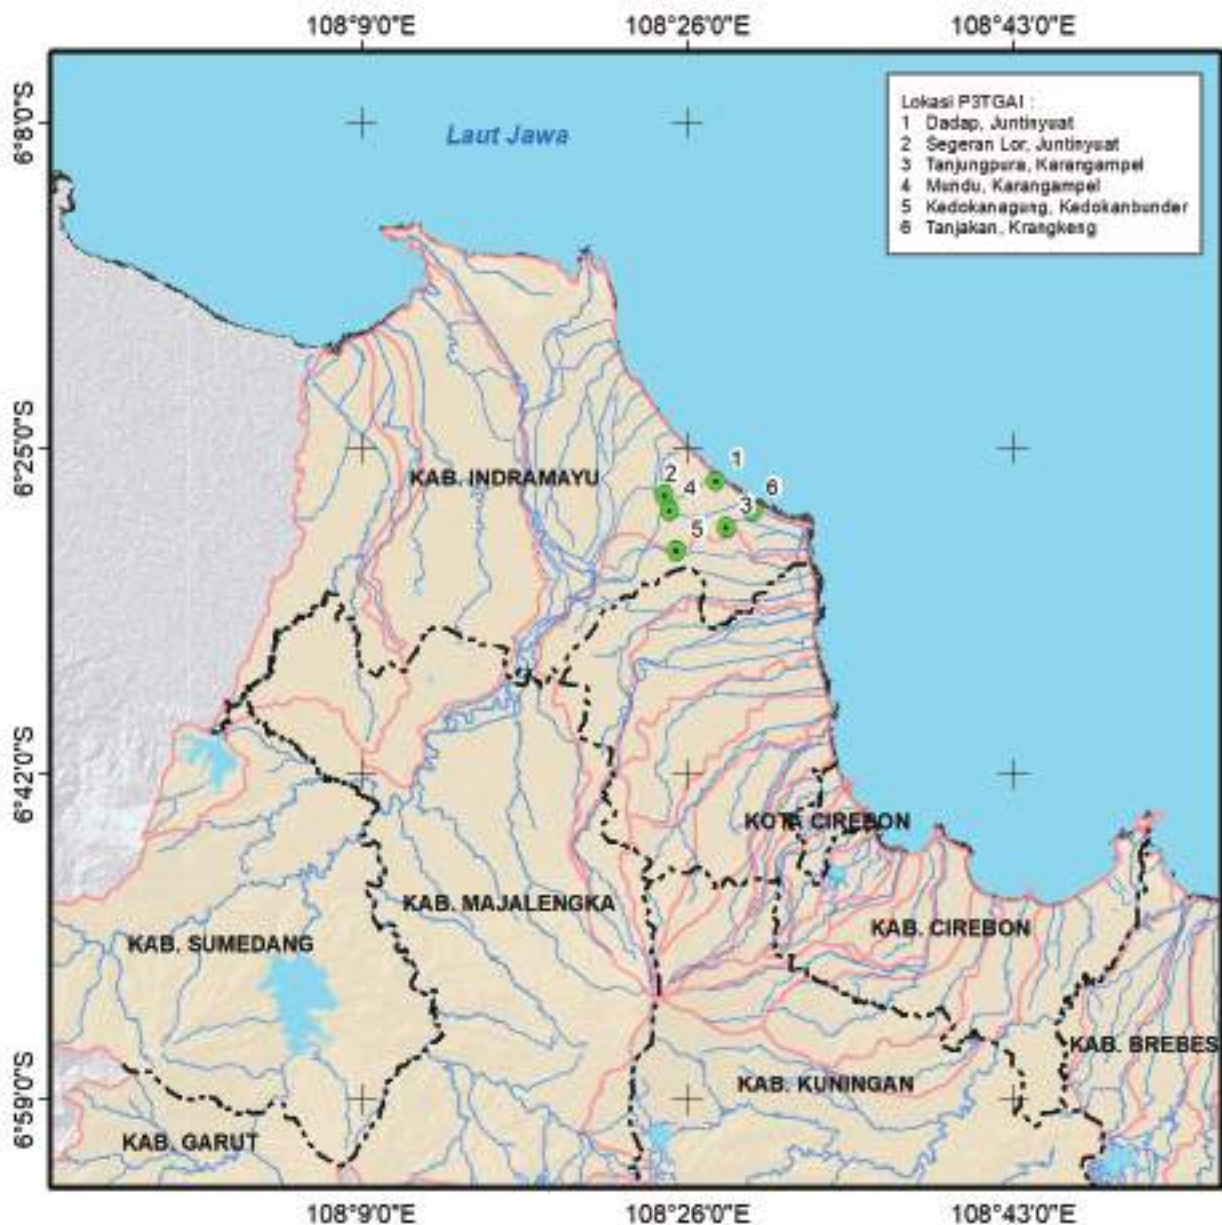 108°9'0"E 108°26'0"E 108°43'0"E
6°8'0"S
Laut Jawa
Lokasi P3TGAI :
1 Dadap, Juntinyuat
2 Segeran Lor, Juntinyuat
3 Tanjungpura, Karangampel
4 Mundu, Karangampel
5 Kedokanagung, Kedokanbunder
6 Tanjakan, Krangkeng
6°25'0"S
KAB. INDRAMAYU
1
2 4 6
3
5
6°42'0"S
KOTA CIREBON
KAB. MAJALENGKA
KAB. CIREBON
KAB. SUMEDANG
KAB. BREBES
KAB. KUNINGAN
6°59'0"S
KAB. GARUT
108°9'0"E 108°26'0"E 108°43'0"E